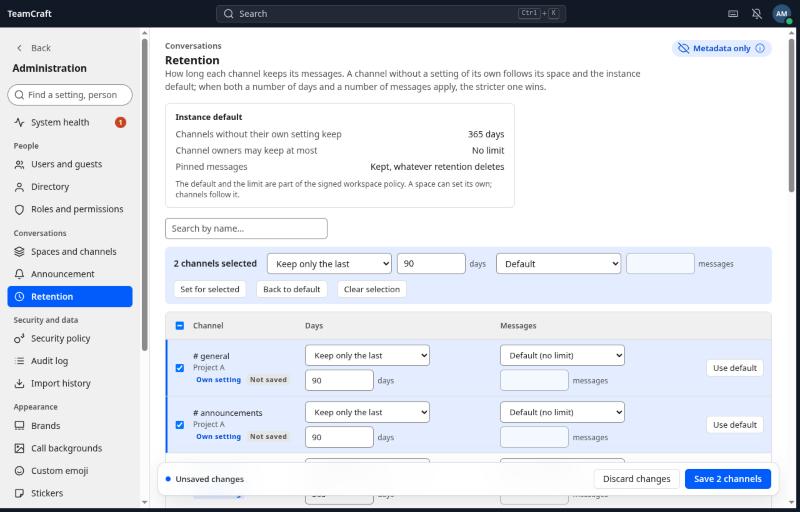 TeamCraft
Search
Ctrl + K
AM
Back
Administration
Find a setting, person
System health
1
People
Users and guests
Directory
Roles and permissions
Conversations
Spaces and channels
Announcement
Retention
Security and data
Security policy
Audit log
Import history
Appearance
Brands
Call backgrounds
Custom emoji
Stickers
Conversations
Retention
Metadata only
How long each channel keeps its messages. A channel without a setting of its own follows its space and the instance
default; when both a number of days and a number of messages apply, the stricter one wins.
Instance default
Channels without their own setting keep 365 days
Channel owners may keep at most No limit
Pinned messages Kept, whatever retention deletes
The default and the limit are part of the signed workspace policy. A space can set its own;
channels follow it.
Search by name…
2 channels selected Keep only the last 90 days Default messages
Set for selected Back to default Clear selection
Channel Days Messages
# general
Project A
Own setting Not saved
Keep only the last
90 days
Default (no limit)
messages
Use default
# announcements
Project A
Own setting Not saved
Keep only the last
90 days
Default (no limit)
messages
Use default
Unsaved changes
Discard changes
Save 2 channels